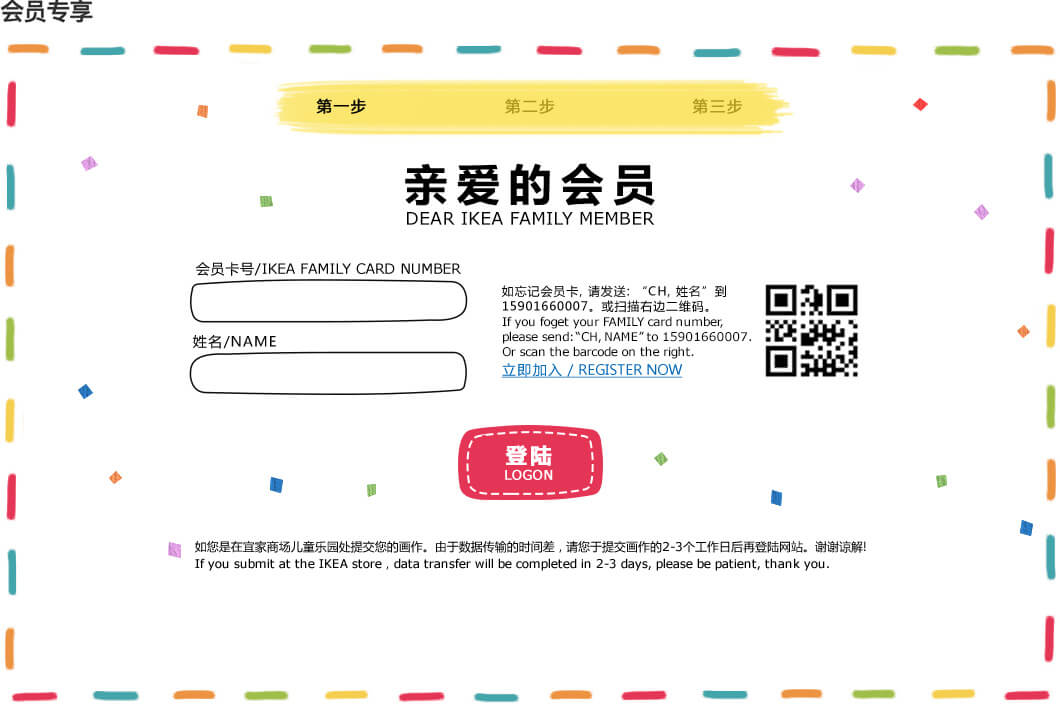 会员专享
第一步 第二步 第三步
亲爱的会员
DEAR IKEA FAMILY MEMBER
会员卡号/IKEA FAMILY CARD NUMBER
姓名/NAME
如忘记会员卡, 请发送: “CH, 姓名”到
15901660007。或扫描右边二维码。
If you foget your FAMILY card number,
please send:“CH, NAME” to 15901660007.
Or scan the barcode on the right.
立即加入 / REGISTER NOW
登陆
LOGON
如您是在宜家商场儿童乐园处提交您的画作。由于数据传输的时间差，请您于提交画作的2-3个工作日后再登陆网站。谢谢谅解!
If you submit at the IKEA store , data transfer will be completed in 2-3 days, please be patient, thank you.